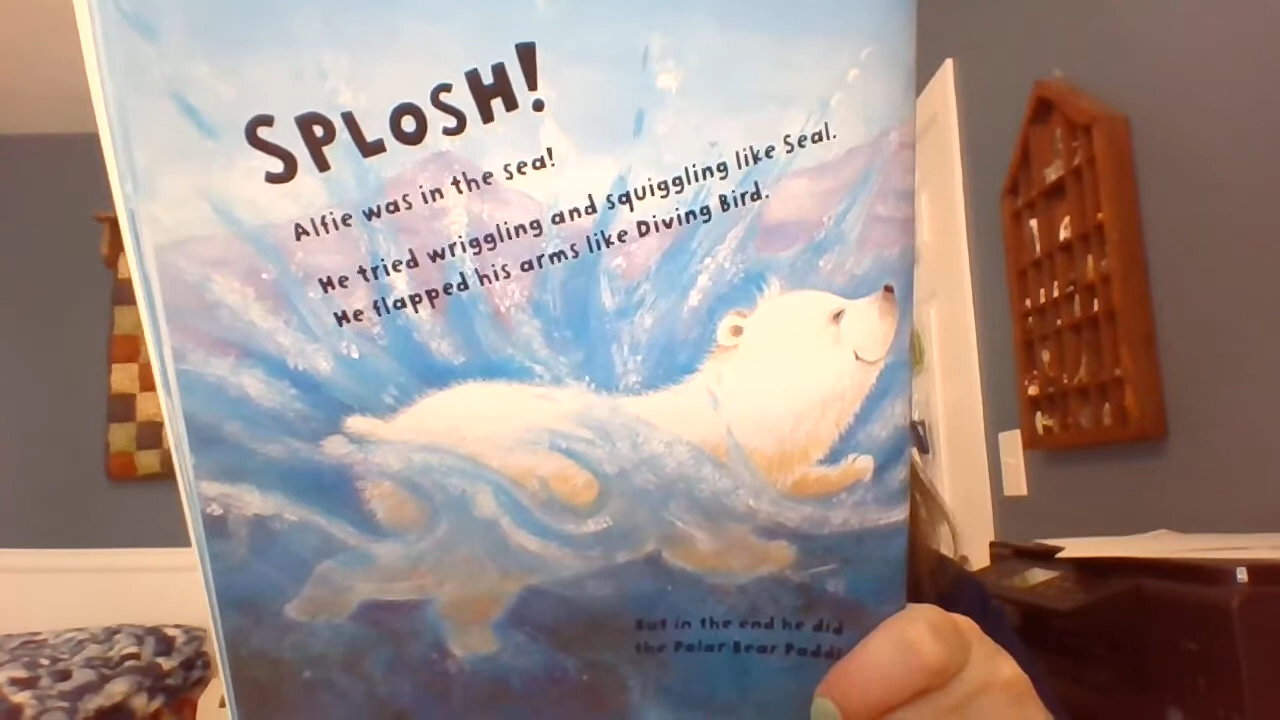 SPLOSH!
Alfie was in the sea!
He tried wriggling and squiggling like Seal.
He flapped his arms like Diving Bird.
But in the end he did
the Polar Bear